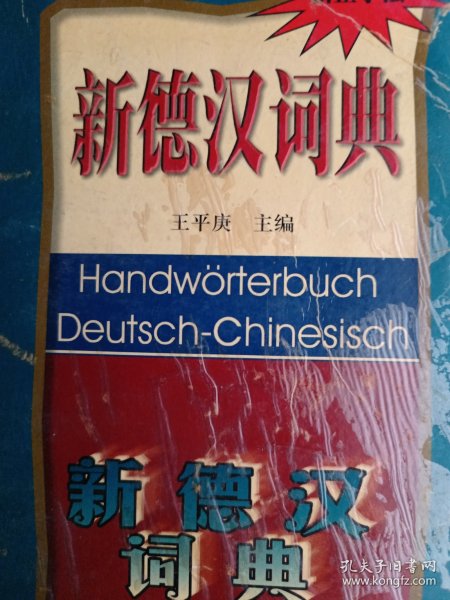 新德汉词典
王平庚 主编
Handwörterbuch
Deutsch-Chinesisch
新德汉
词典
孔夫子旧书网
www.kongfz.com